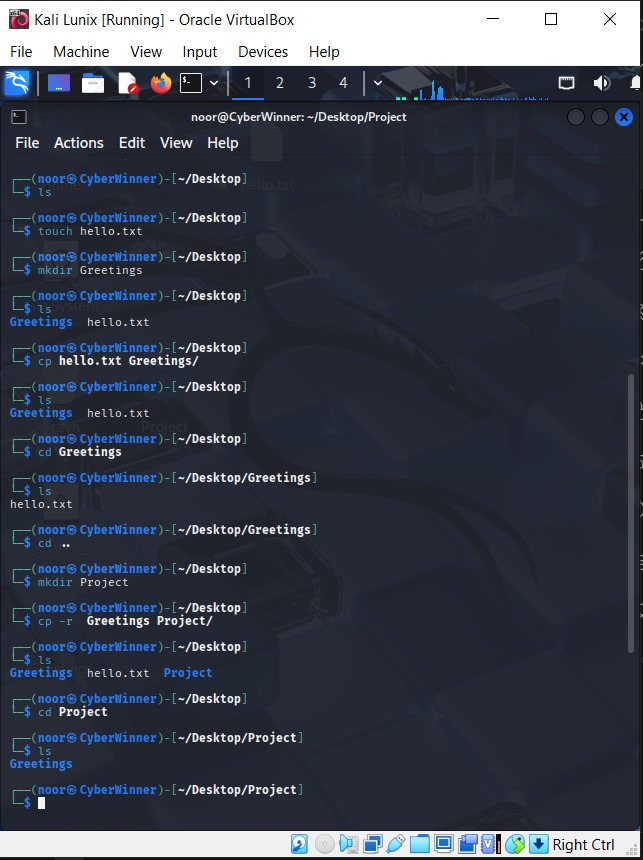 Kali Lunix [Running] - Oracle VirtualBox
File Machine View Input Devices Help
1 2 3 4
noor@CyberWinner: ~/Desktop/Project
File Actions Edit View Help
┌──(noor㉿CyberWinner)-[~/Desktop]
└─$ ls
┌──(noor㉿CyberWinner)-[~/Desktop]
└─$ touch hello.txt
┌──(noor㉿CyberWinner)-[~/Desktop]
└─$ mkdir Greetings
┌──(noor㉿CyberWinner)-[~/Desktop]
└─$ ls
Greetings  hello.txt
┌──(noor㉿CyberWinner)-[~/Desktop]
└─$ cp hello.txt Greetings/
┌──(noor㉿CyberWinner)-[~/Desktop]
└─$ ls
Greetings  hello.txt
┌──(noor㉿CyberWinner)-[~/Desktop]
└─$ cd Greetings
┌──(noor㉿CyberWinner)-[~/Desktop/Greetings]
└─$ ls
hello.txt
┌──(noor㉿CyberWinner)-[~/Desktop/Greetings]
└─$ cd ..
┌──(noor㉿CyberWinner)-[~/Desktop]
└─$ mkdir Project
┌──(noor㉿CyberWinner)-[~/Desktop]
└─$ cp -r  Greetings Project/
┌──(noor㉿CyberWinner)-[~/Desktop]
└─$ ls
Greetings  hello.txt  Project
┌──(noor㉿CyberWinner)-[~/Desktop]
└─$ cd Project
┌──(noor㉿CyberWinner)-[~/Desktop/Project]
└─$ ls
Greetings
┌──(noor㉿CyberWinner)-[~/Desktop/Project]
└─$
Right Ctrl